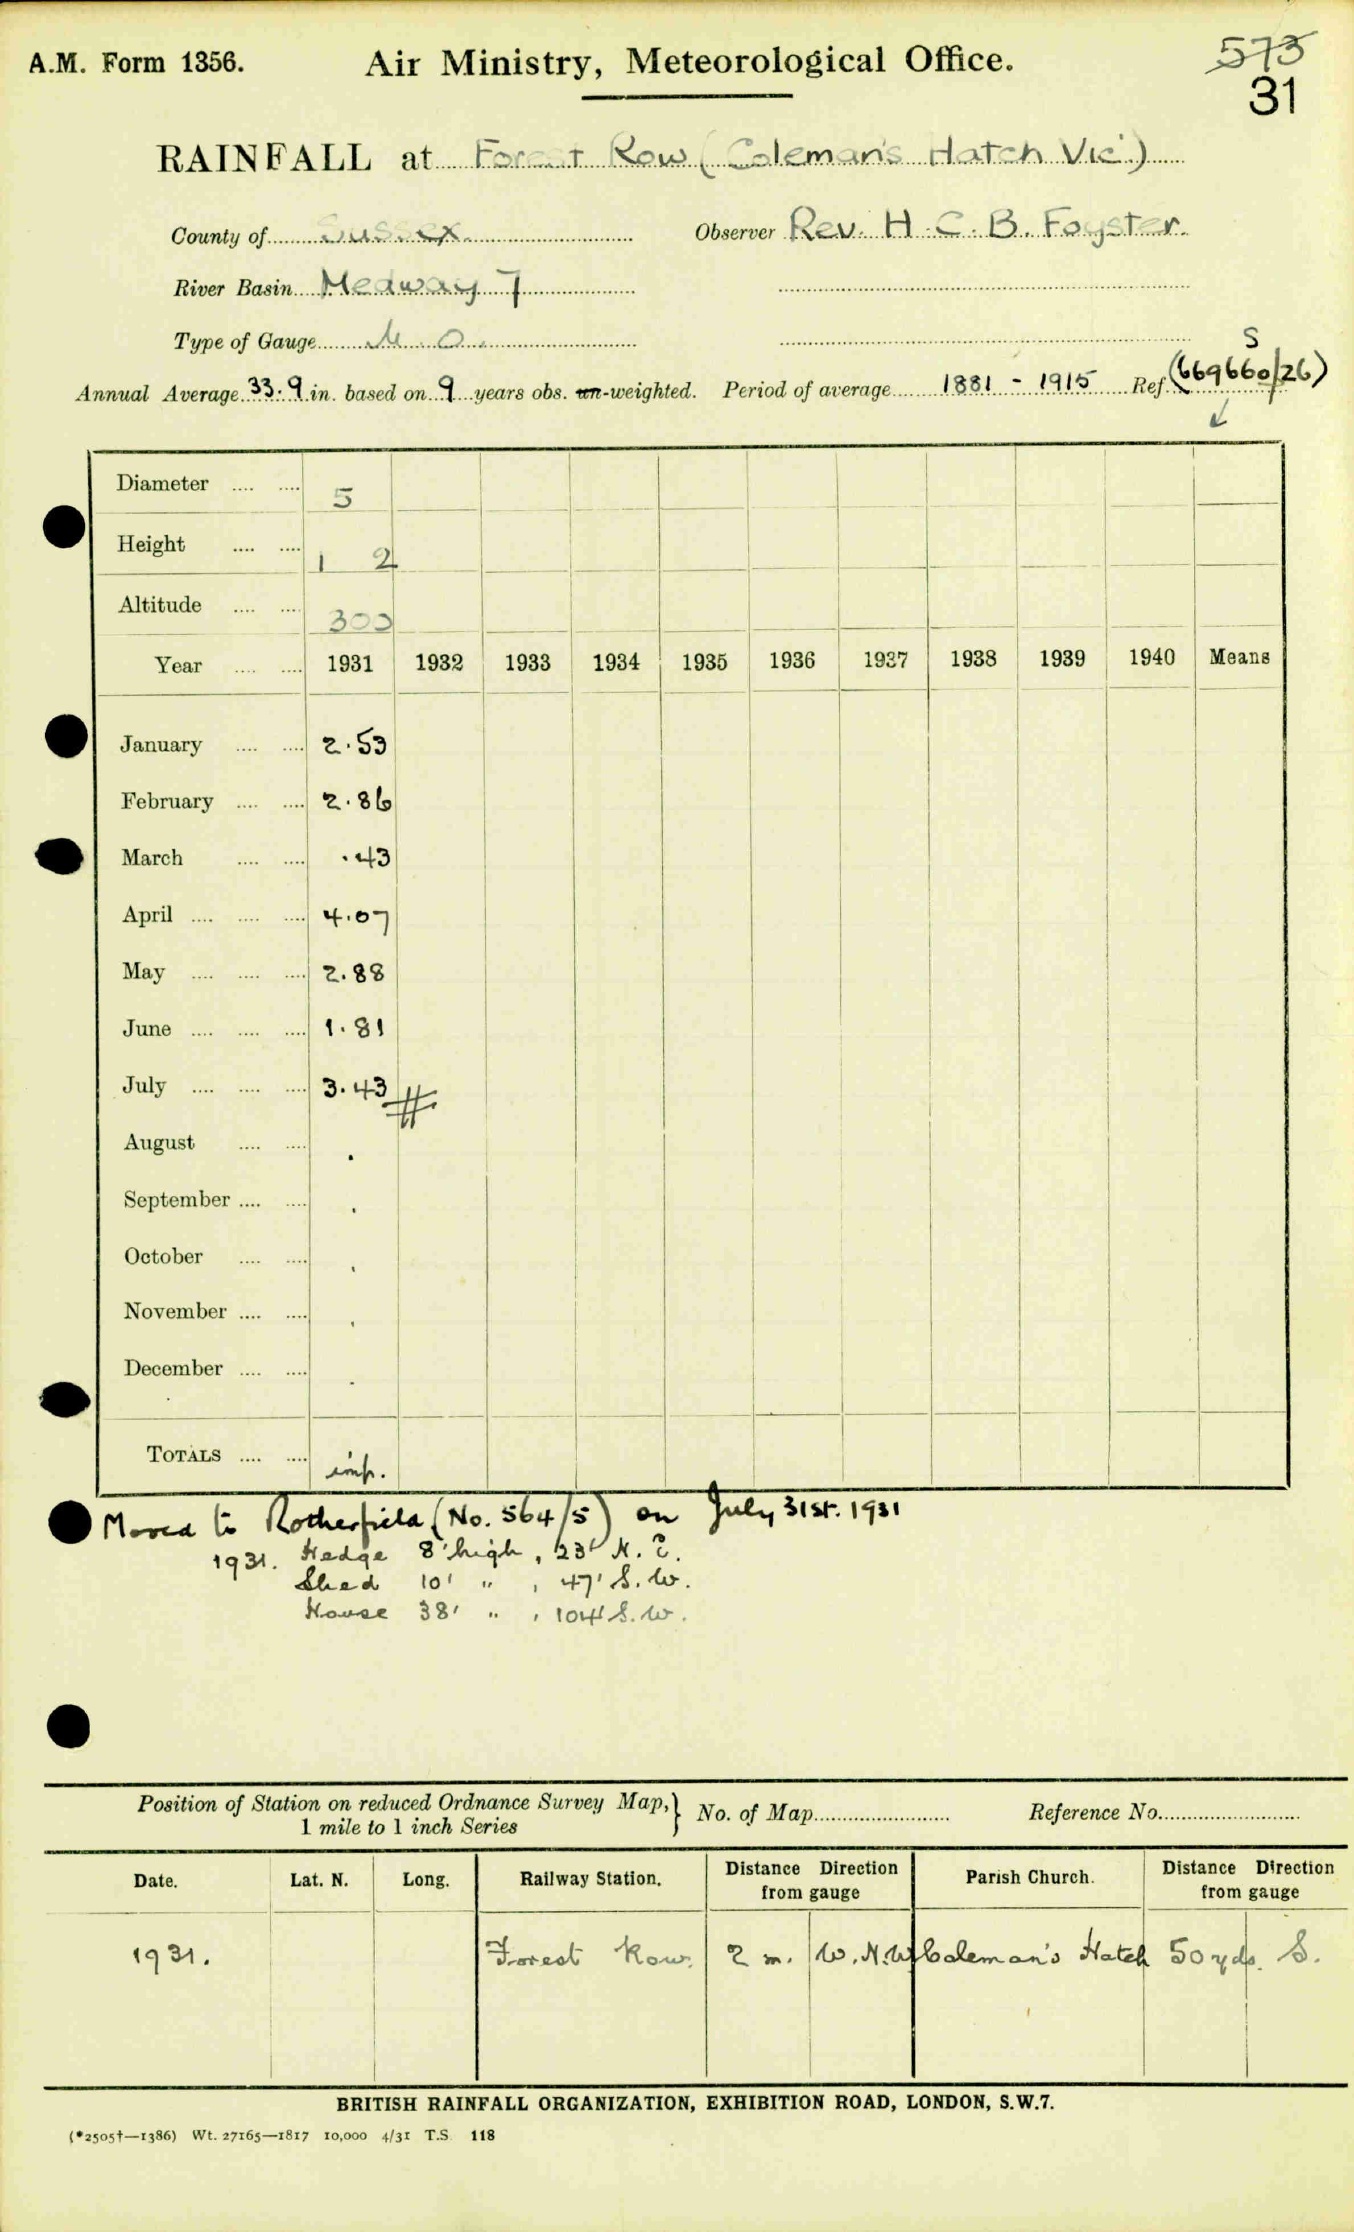 A.M. Form 1356. Air Ministry, Meteorological Office. 573
31
RAINFALL at Forest Row (Coleman's Hatch Vic.)
County of Sussex. Observer Rev. H. C. B. Foyster.
River Basin Medway 7
Type of Gauge M. O. S
Annual Average 33.9 in. based on 9 years obs. un-weighted. Period of average 1881 - 1915 Ref. (669660/26)
Diameter .... .... 5
Height .... .... 1 2
Altitude .... .... 300
Year .... .... 1931 1932 1933 1934 1935 1936 1937 1938 1939 1940 Means
January .... .... 2.53
February .... .... 2.86
March .... .... .43
April .... .... .... 4.07
May .... .... .... 2.88
June .... .... .... 1.81
July .... .... .... 3.43 #
August .... .... .
September .... .... .
October .... .... .
November .... .... .
December .... .... .
TOTALS .... .... imp.
Moved to Rotherfield (No. 564/5) on July 31st. 1931
1931. Hedge 8' high, 23' N. E.
Shed 10' " , 47' S. W.
House 38' " , 104' S. W.
Position of Station on reduced Ordnance Survey Map,} No. of Map Reference No.
1 mile to 1 inch Series
Date. Lat. N. Long. Railway Station. Distance Direction from gauge Parish Church. Distance Direction from gauge
1931. Forest Row. 2 m. W.N.W Coleman's Hatch 50 yds. S.
BRITISH RAINFALL ORGANIZATION, EXHIBITION ROAD, LONDON, S.W.7.
(*2505†—1386) Wt. 27165—1817 10,000 4/31 T.S. 118